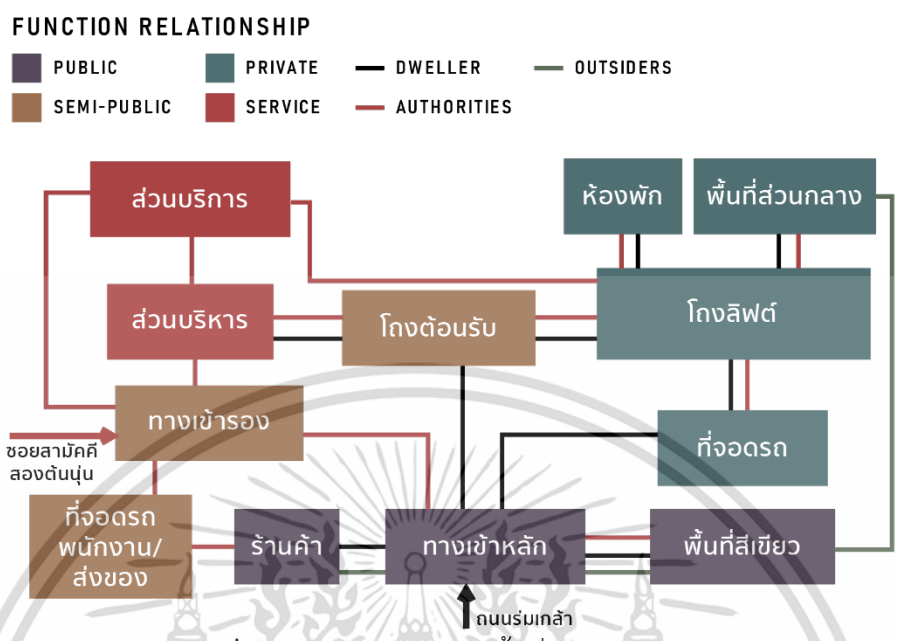 FUNCTION RELATIONSHIP
PUBLIC
PRIVATE
DWELLER
OUTSIDERS
SEMI-PUBLIC
SERVICE
AUTHORITIES
ส่วนบริการ
ห้องพัก
พื้นที่ส่วนกลาง
ส่วนบริหาร
โถงต้อนรับ
โถงลิฟต์
ทางเข้ารอง
ซอยสามัคคี
สองต้นนุ่น
ที่จอดรถ
ที่จอดรถ
พนักงาน/
ส่งของ
ร้านค้า
ทางเข้าหลัก
พื้นที่สีเขียว
ถนนร่มเกล้า